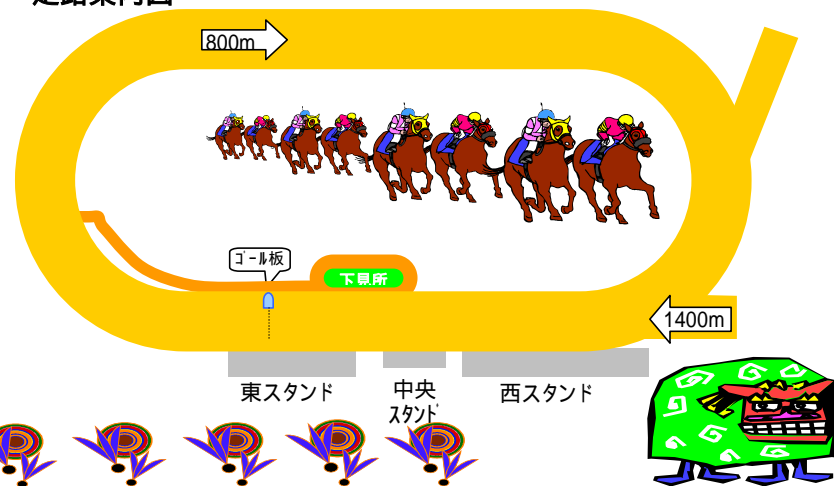 800m
ｺﾞｰﾙ板
下見所
1400m
東スタンド
中央
ｽﾀﾝﾄﾞ
西スタンド